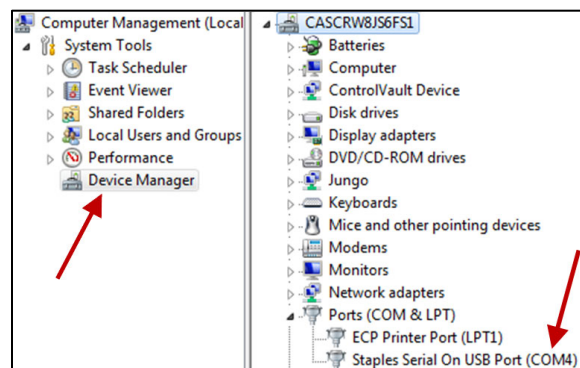 Computer Management (Local
System Tools
Task Scheduler
Event Viewer
Shared Folders
Local Users and Groups
Performance
Device Manager
CASCRW8JS6FS1
Batteries
Computer
ControlVault Device
Disk drives
Display adapters
DVD/CD-ROM drives
Jungo
Keyboards
Mice and other pointing devices
Modems
Monitors
Network adapters
Ports (COM & LPT)
ECP Printer Port (LPT1)
Staples Serial On USB Port (COM4)